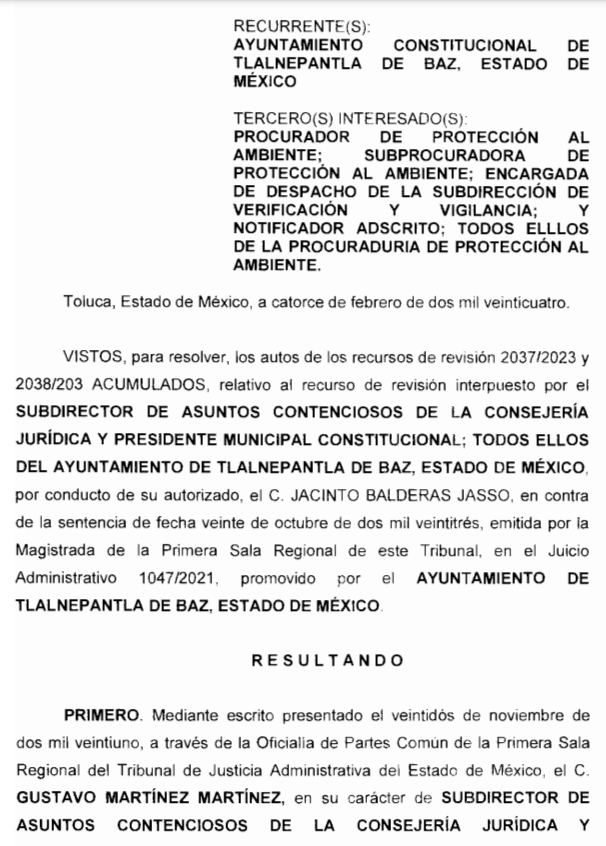 RECURRENTE(S):
AYUNTAMIENTO CONSTITUCIONAL DE
TLALNEPANTLA DE BAZ, ESTADO DE
MÉXICO
TERCERO(S) INTERESADO(S):
PROCURADOR DE PROTECCIÓN AL
AMBIENTE; SUBPROCURADORA DE
PROTECCIÓN AL AMBIENTE; ENCARGADA
DE DESPACHO DE LA SUBDIRECCIÓN DE
VERIFICACIÓN Y VIGILANCIA; Y
NOTIFICADOR ADSCRITO; TODOS ELLLOS
DE LA PROCURADURIA DE PROTECCIÓN AL
AMBIENTE.
Toluca, Estado de México, a catorce de febrero de dos mil veinticuatro.
VISTOS, para resolver, los autos de los recursos de revisión 2037/2023 y
2038/203 ACUMULADOS, relativo al recurso de revisión interpuesto por el
SUBDIRECTOR DE ASUNTOS CONTENCIOSOS DE LA CONSEJERÍA
JURÍDICA Y PRESIDENTE MUNICIPAL CONSTITUCIONAL; TODOS ELLOS
DEL AYUNTAMIENTO DE TLALNEPANTLA DE BAZ, ESTADO DE MÉXICO,
por conducto de su autorizado, el C. JACINTO BALDERAS JASSO, en contra
de la sentencia de fecha veinte de octubre de dos mil veintitrés, emitida por la
Magistrada de la Primera Sala Regional de este Tribunal, en el Juicio
Administrativo 1047/2021, promovido por el AYUNTAMIENTO DE
TLALNEPANTLA DE BAZ, ESTADO DE MÉXICO.
R E S U L T A N D O
PRIMERO. Mediante escrito presentado el veintidós de noviembre de
dos mil veintiuno, a través de la Oficialía de Partes Común de la Primera Sala
Regional del Tribunal de Justicia Administrativa del Estado de México, el C.
GUSTAVO MARTÍNEZ MARTÍNEZ, en su carácter de SUBDIRECTOR DE
ASUNTOS CONTENCIOSOS DE LA CONSEJERÍA JURÍDICA Y